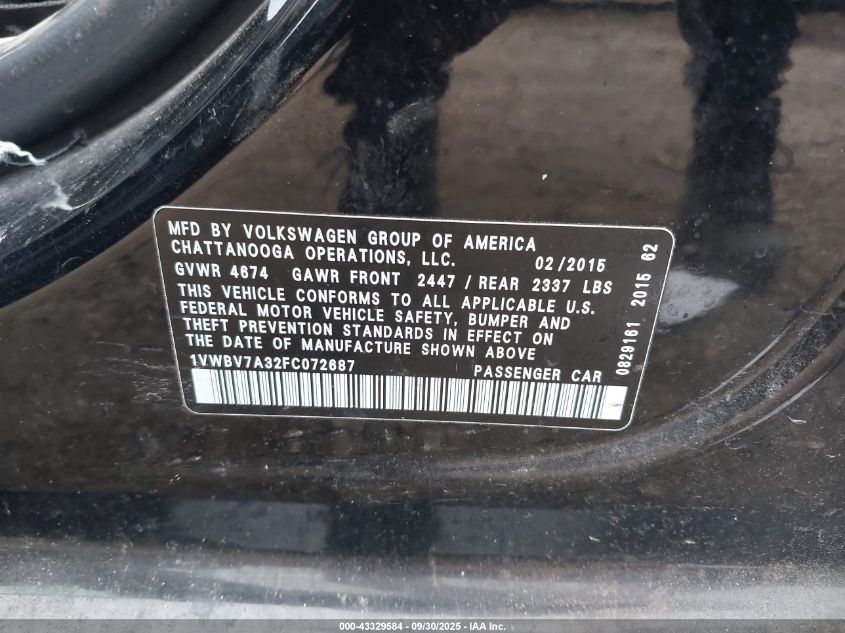 MFD BY VOLKSWAGEN GROUP OF AMERICA
CHATTANOOGA OPERATIONS, LLC. 02/2015
GVWR 4674 GAWR FRONT 2447 / REAR 2337 LBS
THIS VEHICLE CONFORMS TO ALL APPLICABLE U.S.
FEDERAL MOTOR VEHICLE SAFETY, BUMPER AND
THEFT PREVENTION STANDARDS IN EFFECT ON
THE DATE OF MANUFACTURE SHOWN ABOVE.
1VWBV7A32FC072687 PASSENGER CAR
0829161 2015 62
000-43329584 - 09/30/2025 - IAA Inc.